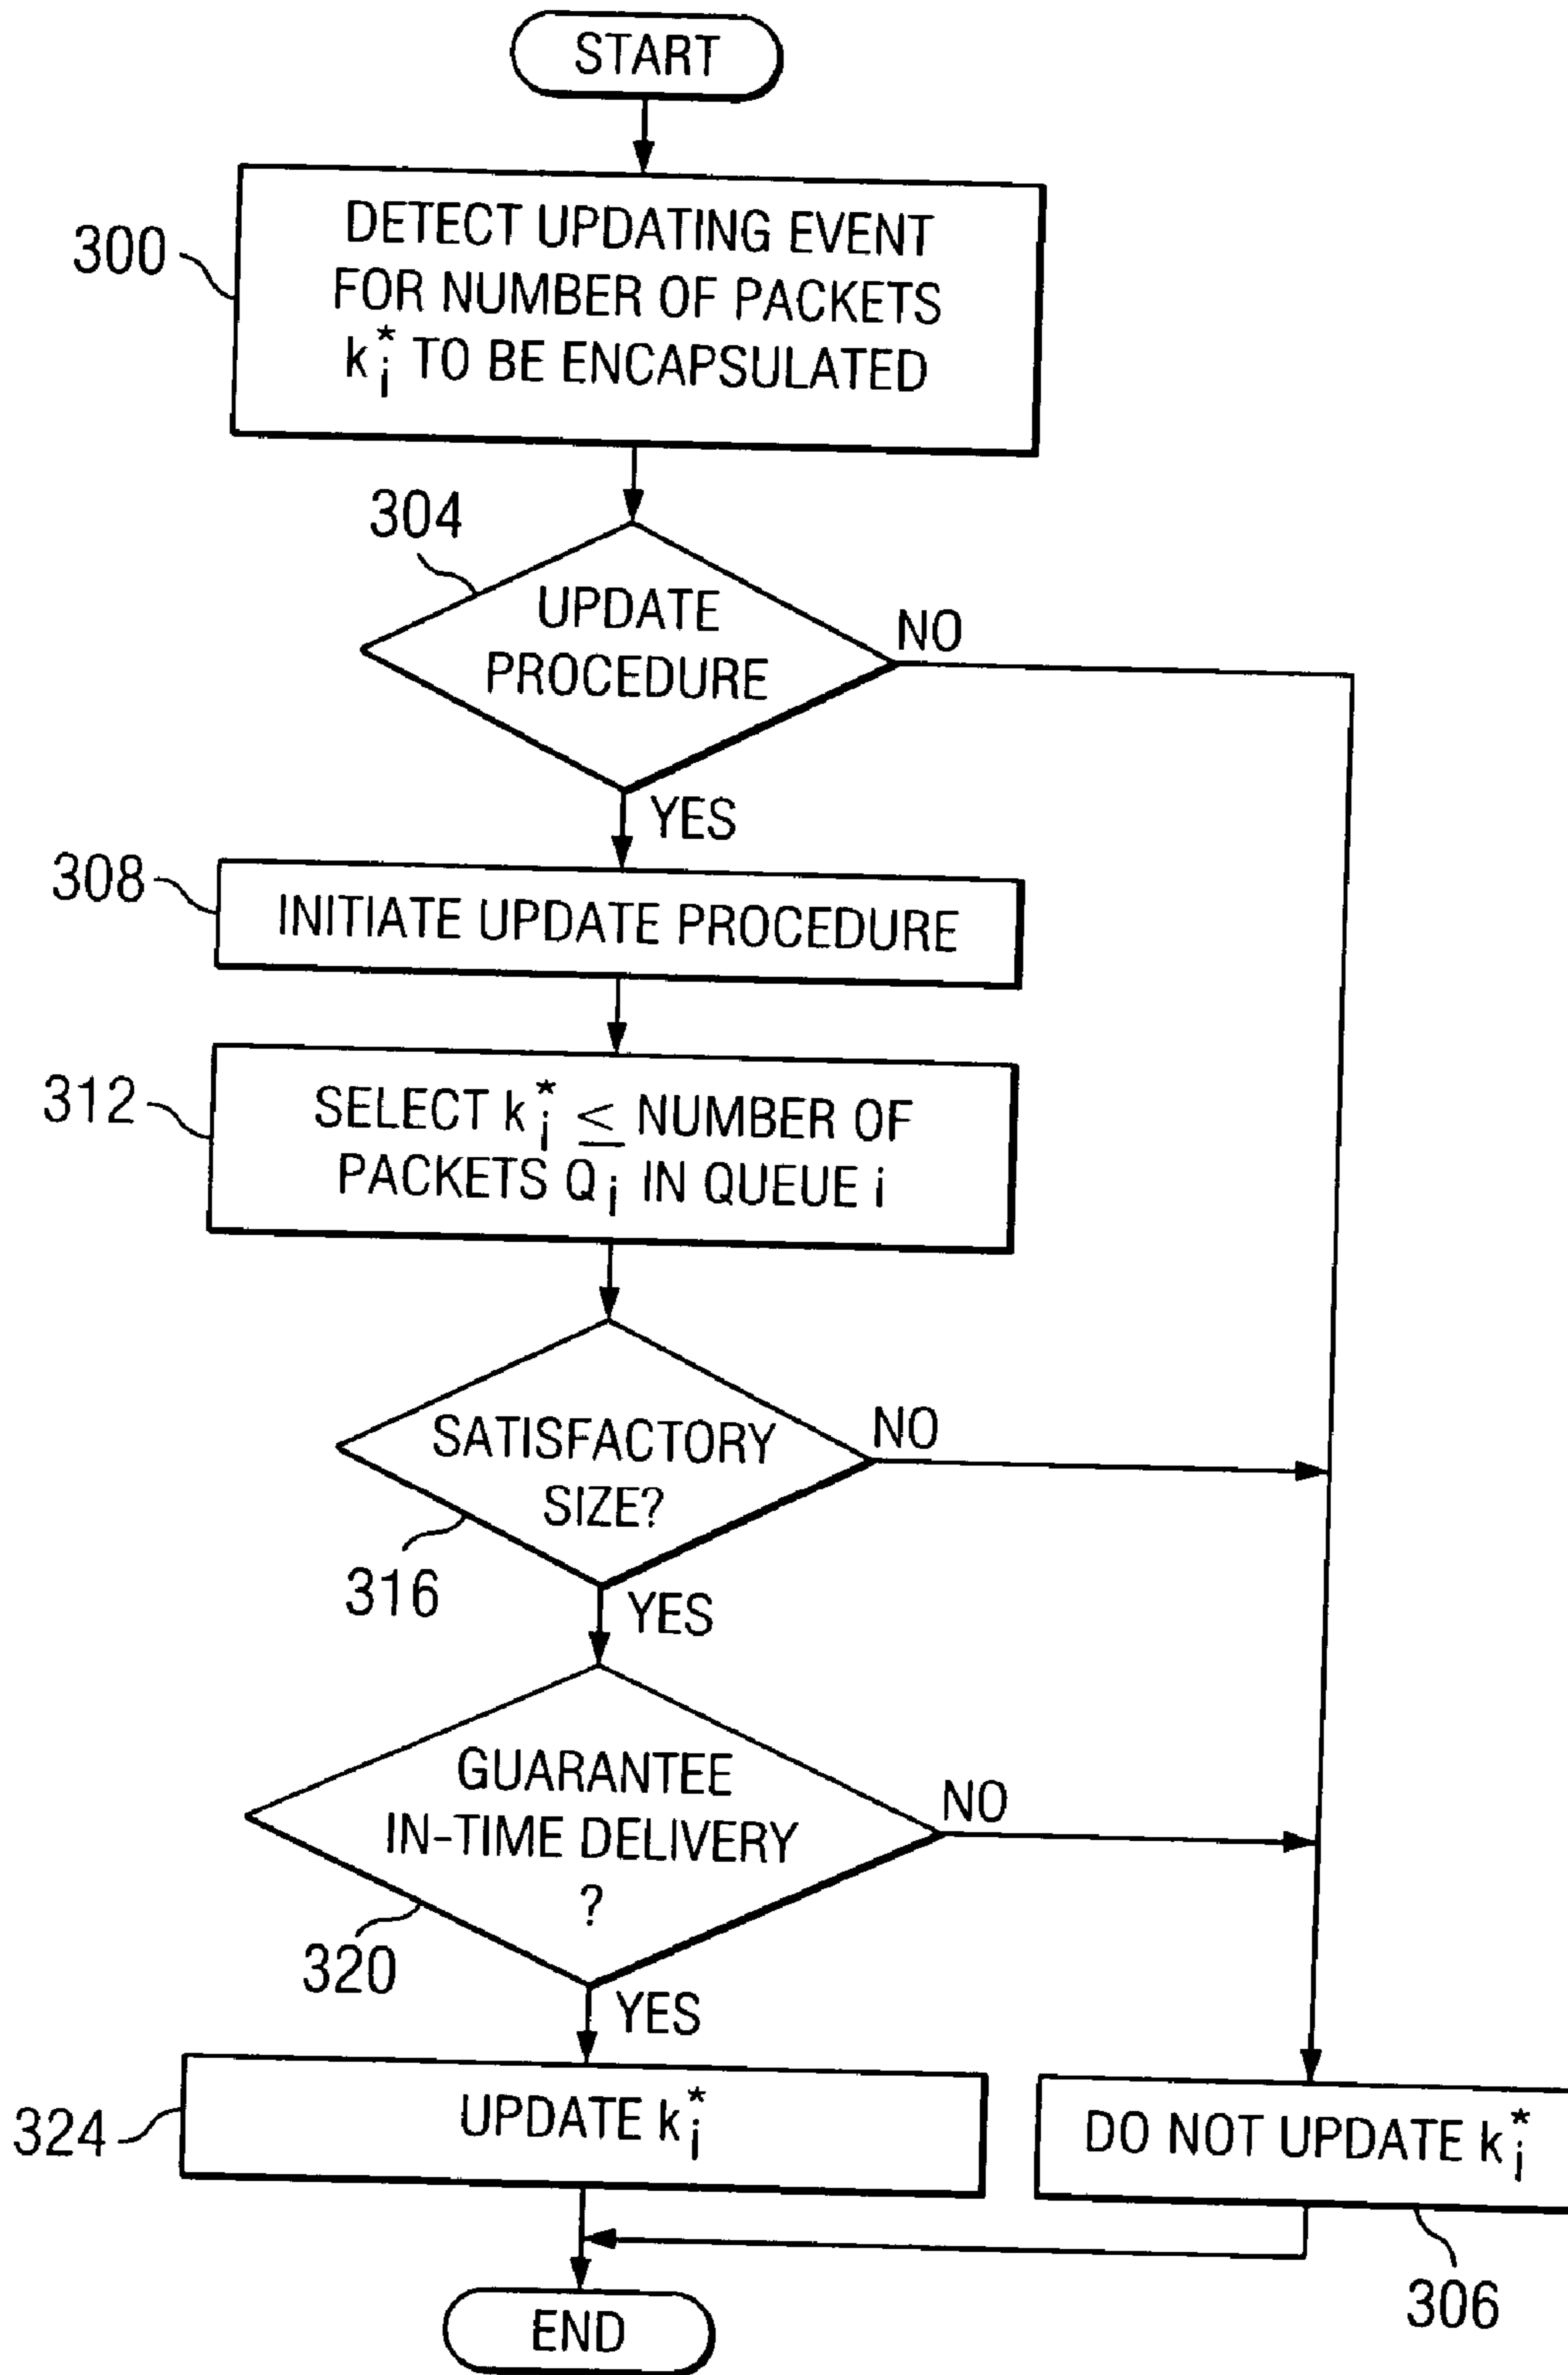 START
300
DETECT UPDATING EVENT
FOR NUMBER OF PACKETS
k*i TO BE ENCAPSULATED
304
UPDATE
PROCEDURE
NO
YES
308
INITIATE UPDATE PROCEDURE
312
SELECT k*i ≤ NUMBER OF
PACKETS Qi IN QUEUE i
SATISFACTORY
SIZE?
NO
316
YES
GUARANTEE
IN-TIME DELIVERY
?
NO
320
YES
324
UPDATE k*i
DO NOT UPDATE k*i
306
END